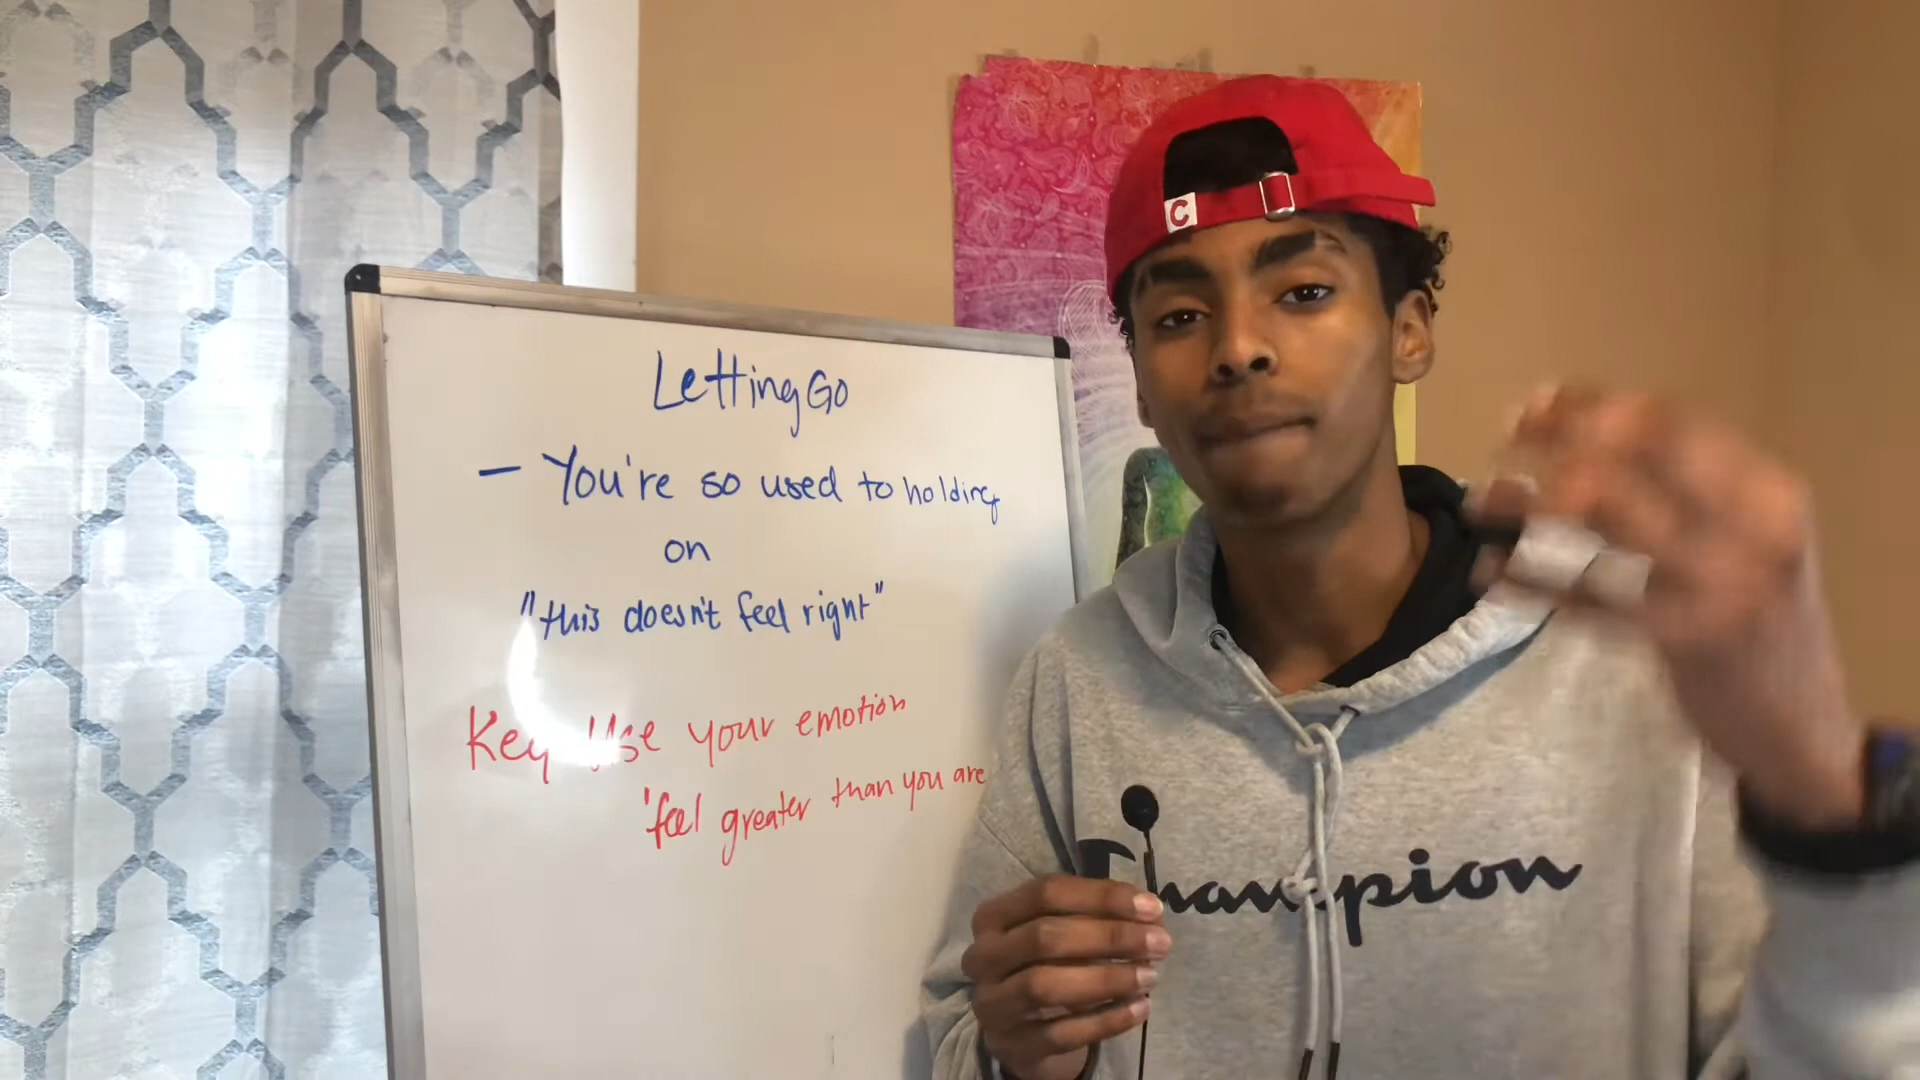 Letting Go
- You're so used to holding
on
"this doesn't feel right"
Key Use your emotion
'feel greater than you are
C
Champion